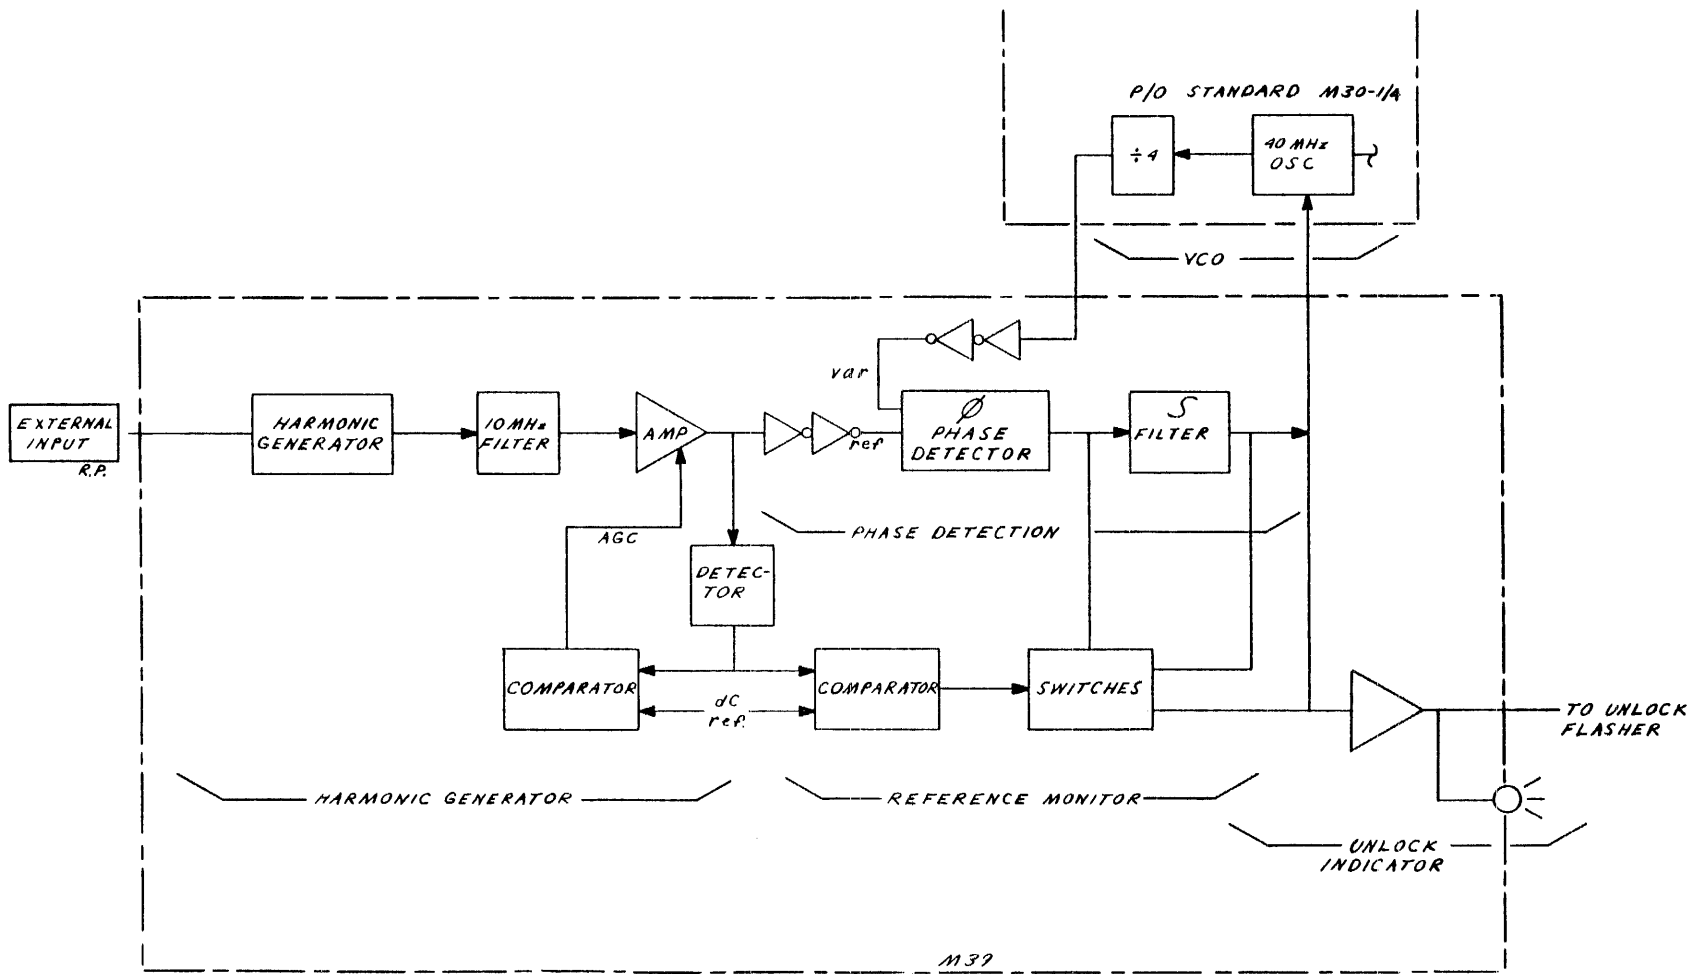 P/O STANDARD M30-1/4
÷4
40 MHz
OSC
VCO
var
EXTERNAL
INPUT
R.P.
HARMONIC
GENERATOR
10 MHz
FILTER
AMP
ref
Ø
PHASE
DETECTOR
∫
FILTER
AGC
PHASE DETECTION
DETEC-
TOR
COMPARATOR
dC
ref.
COMPARATOR
SWITCHES
TO UNLOCK
FLASHER
HARMONIC GENERATOR
REFERENCE MONITOR
UNLOCK
INDICATOR
M39